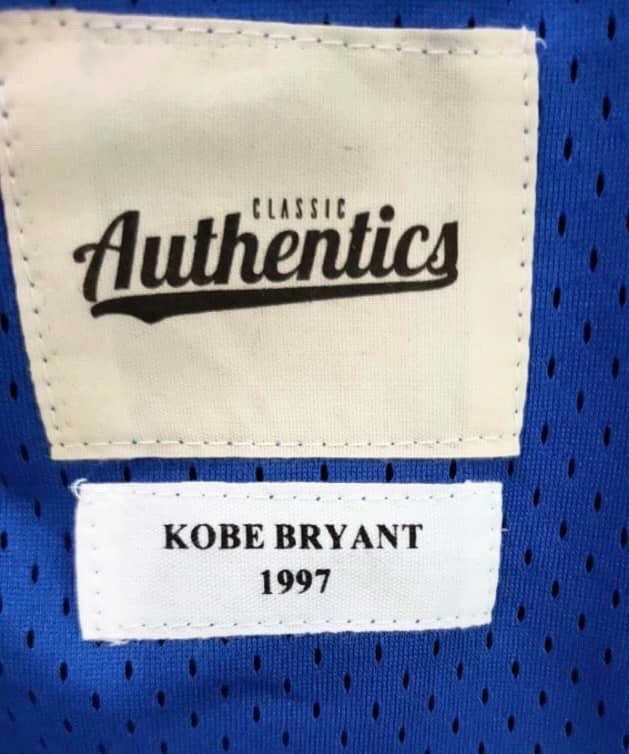 CLASSIC
Authentics
KOBE BRYANT
1997